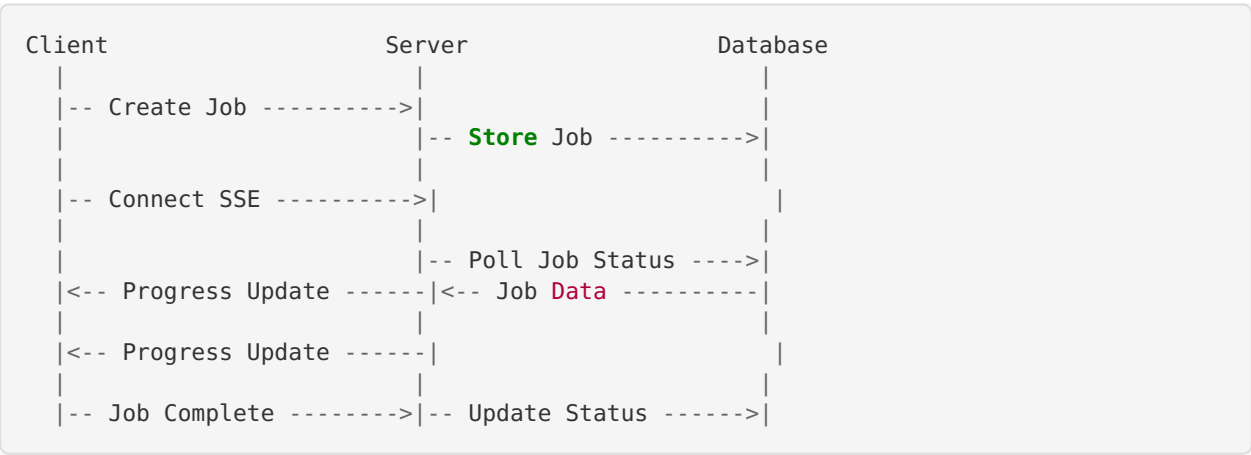 Client                    Server                  Database
  |                          |                        |
  |-- Create Job ---------->|                        |
  |                          |-- Store Job ---------->|
  |                          |                        |
  |-- Connect SSE ---------->|                         |
  |                          |                        |
  |                          |-- Poll Job Status ---->|
  |<-- Progress Update ------|<-- Job Data ----------|
  |                          |                        |
  |<-- Progress Update ------|                         |
  |                          |                        |
  |-- Job Complete -------->|-- Update Status ------>|